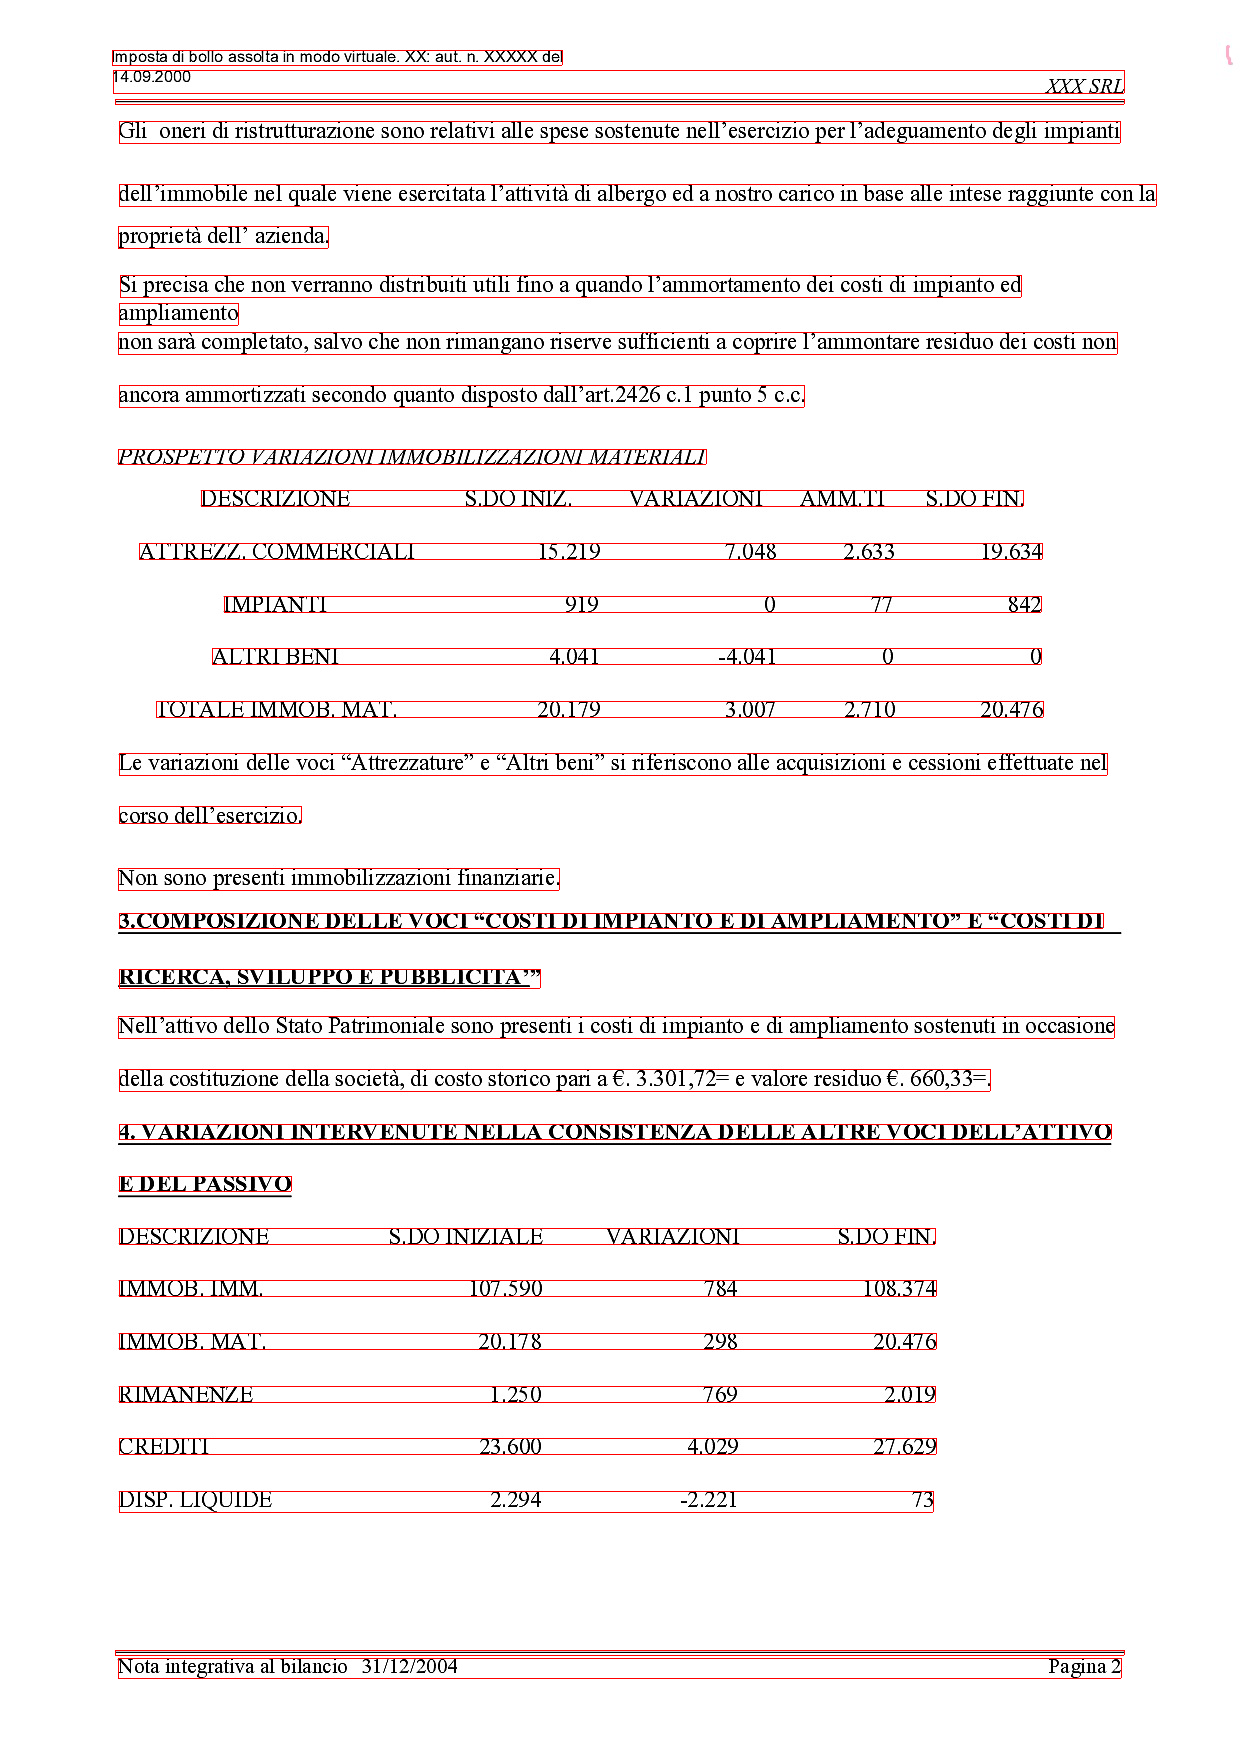 Imposta di bollo assolta in modo virtuale. XX: aut. n. XXXXX del
14.09.2000
XXX SRL
Gli oneri di ristrutturazione sono relativi alle spese sostenute nell’esercizio per l’adeguamento degli impianti
dell’immobile nel quale viene esercitata l’attività di albergo ed a nostro carico in base alle intese raggiunte con la
proprietà dell’ azienda.
Si precisa che non verranno distribuiti utili fino a quando l’ammortamento dei costi di impianto ed
ampliamento
non sarà completato, salvo che non rimangano riserve sufficienti a coprire l’ammontare residuo dei costi non
ancora ammortizzati secondo quanto disposto dall’art.2426 c.1 punto 5 c.c.
PROSPETTO VARIAZIONI IMMOBILIZZAZIONI MATERIALI
DESCRIZIONE S.DO INIZ. VARIAZIONI AMM.TI S.DO FIN.
ATTREZZ. COMMERCIALI 15.219 7.048 2.633 19.634
IMPIANTI 919 0 77 842
ALTRI BENI 4.041 -4.041 0 0
TOTALE IMMOB. MAT. 20.179 3.007 2.710 20.476
Le variazioni delle voci “Attrezzature” e “Altri beni” si riferiscono alle acquisizioni e cessioni effettuate nel
corso dell’esercizio.
Non sono presenti immobilizzazioni finanziarie.
3.COMPOSIZIONE DELLE VOCI “COSTI DI IMPIANTO E DI AMPLIAMENTO” E “COSTI DI
RICERCA, SVILUPPO E PUBBLICITA’”
Nell’attivo dello Stato Patrimoniale sono presenti i costi di impianto e di ampliamento sostenuti in occasione
della costituzione della società, di costo storico pari a €. 3.301,72= e valore residuo €. 660,33=.
4. VARIAZIONI INTERVENUTE NELLA CONSISTENZA DELLE ALTRE VOCI DELL’ATTIVO
E DEL PASSIVO
DESCRIZIONE S.DO INIZIALE VARIAZIONI S.DO FIN.
IMMOB. IMM. 107.590 784 108.374
IMMOB. MAT. 20.178 298 20.476
RIMANENZE 1.250 769 2.019
CREDITI 23.600 4.029 27.629
DISP. LIQUIDE 2.294 -2.221 73
Nota integrativa al bilancio 31/12/2004 Pagina 2